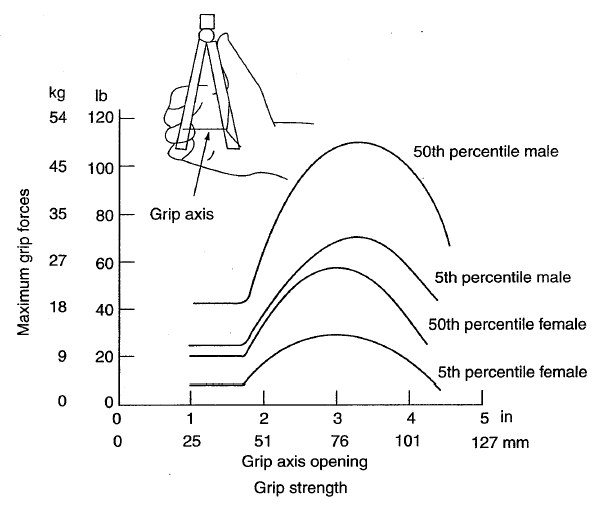 kg lb
54 120
45 100
35 80
27 60
18 40
9 20
0 0
Maximum grip forces
Grip axis
50th percentile male
5th percentile male
50th percentile female
5th percentile female
0 1 2 3 4 5 in
0 25 51 76 101 127 mm
Grip axis opening
Grip strength